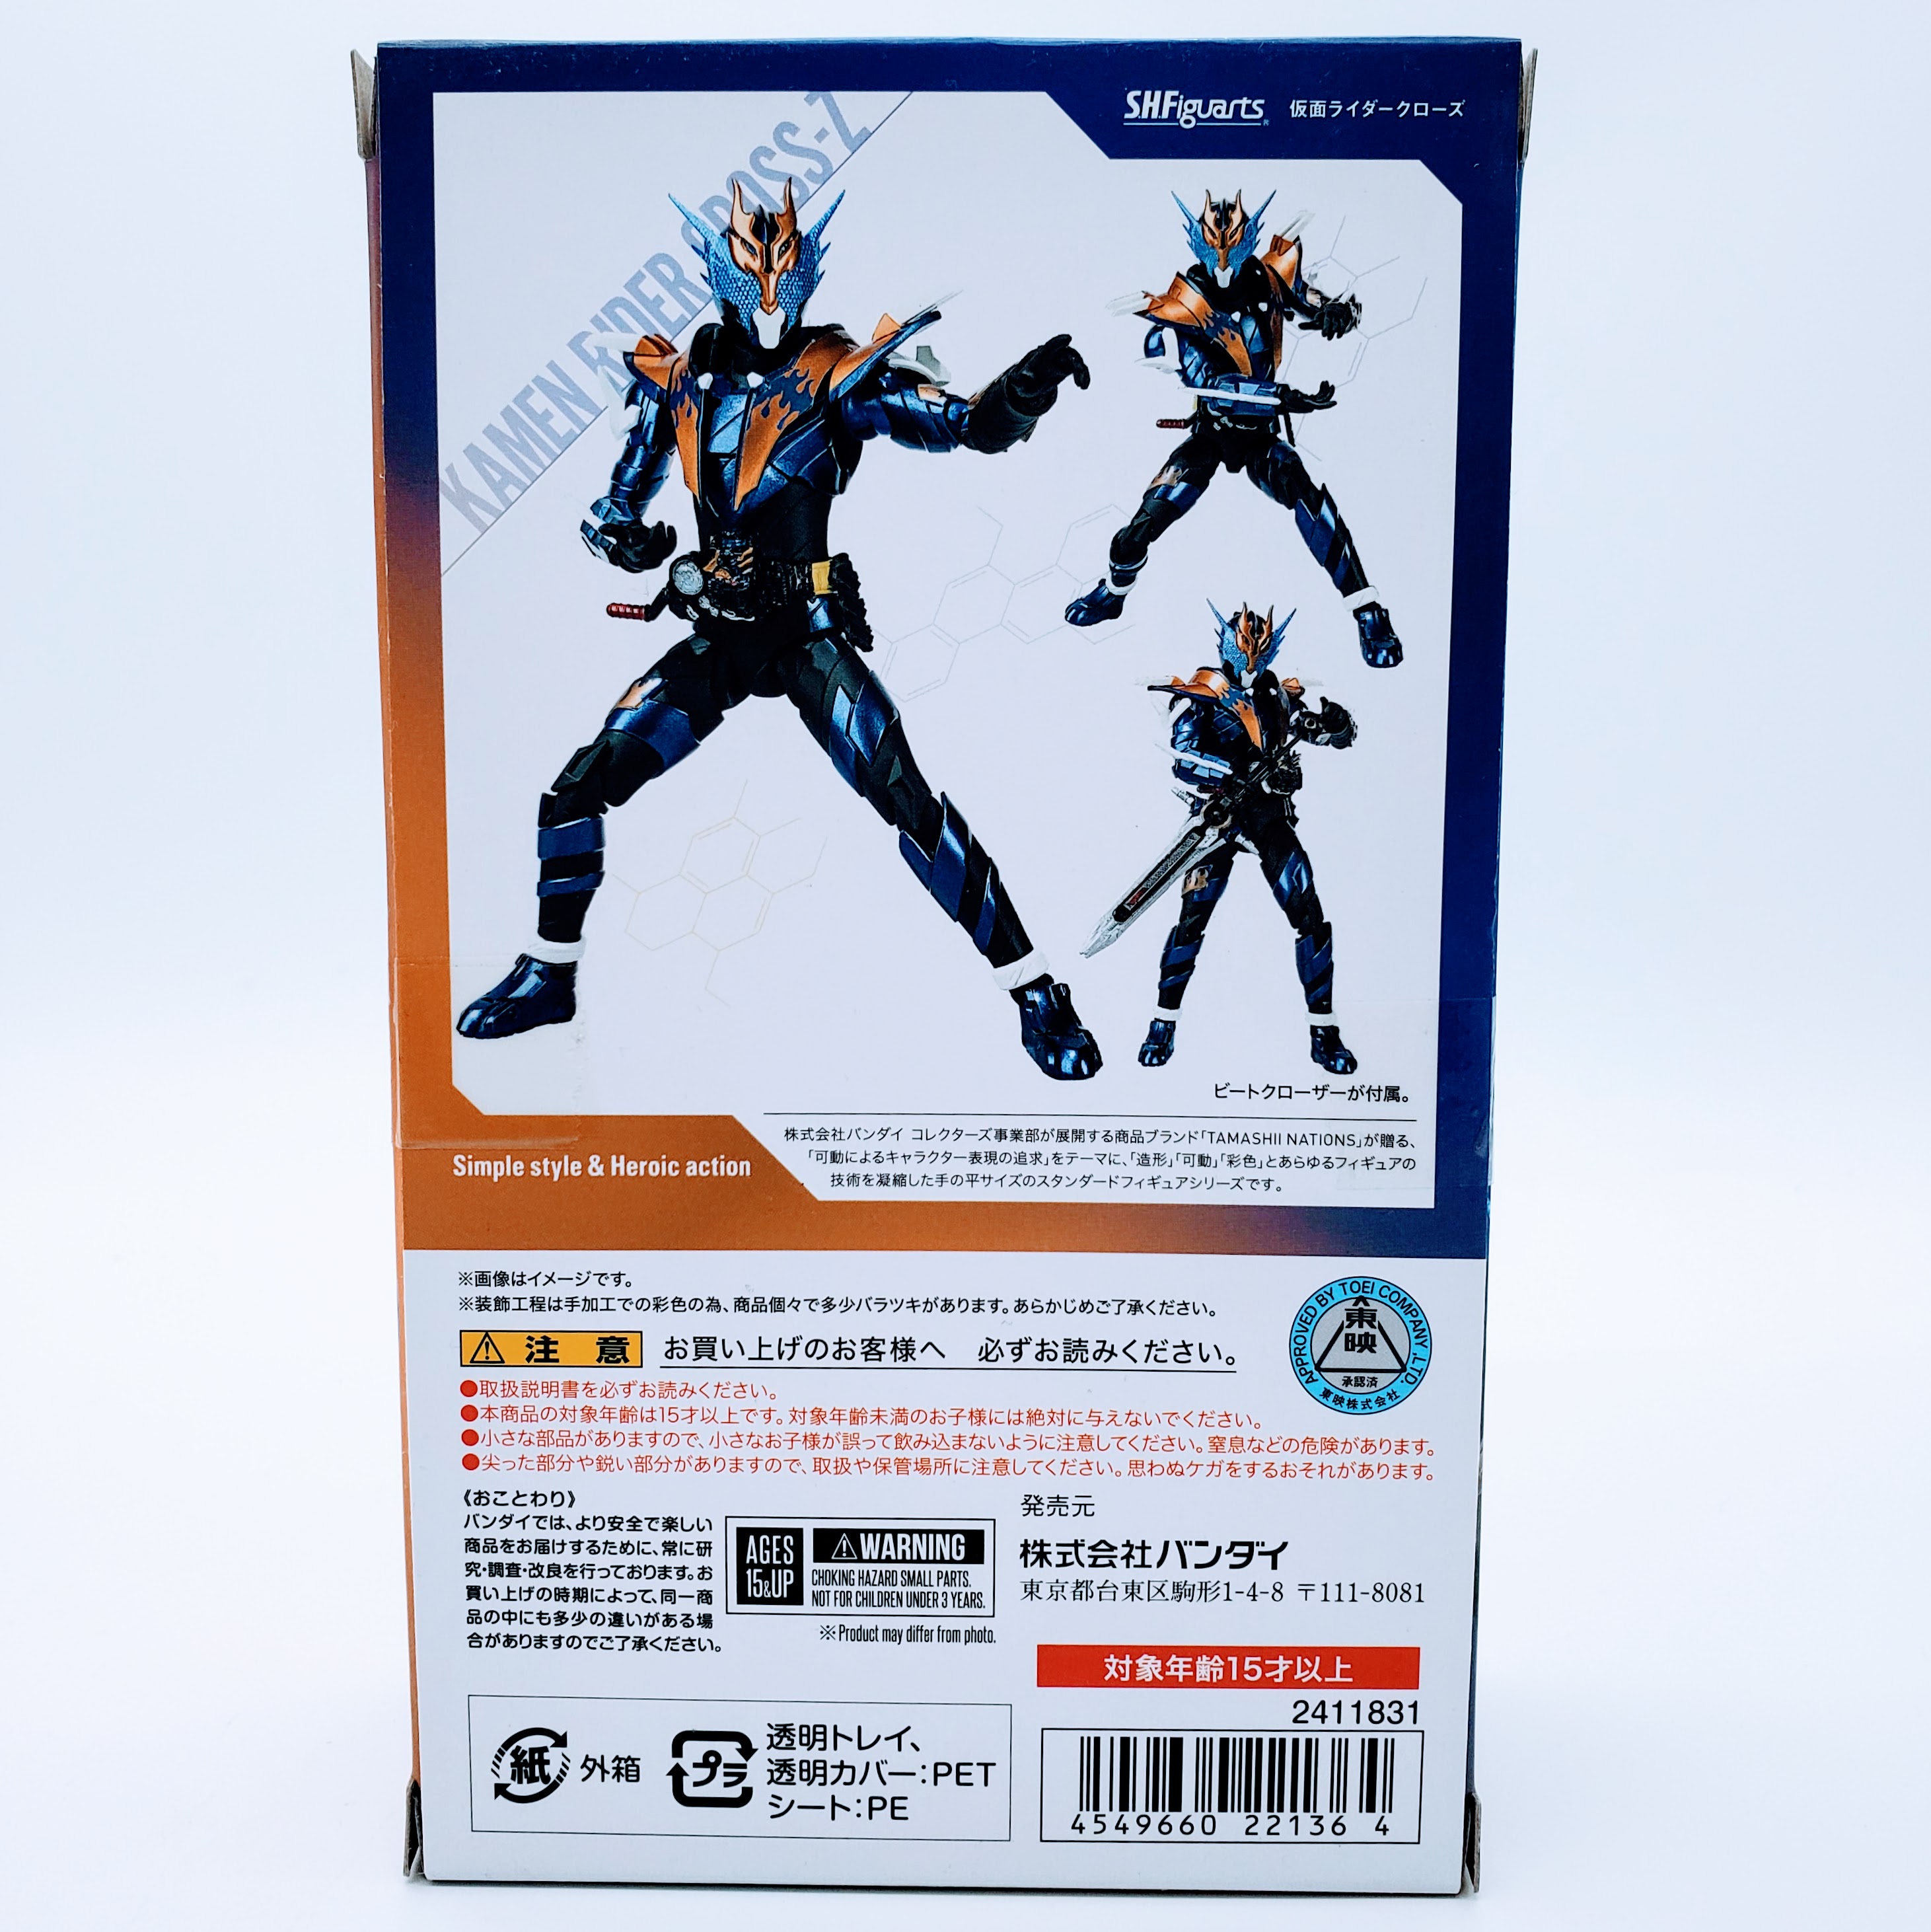 S.H.Figuarts 仮面ライダークローズ
KAMEN RIDER CROSS-Z
ビートクローザーが付属。
株式会社バンダイ コレクターズ事業部が展開する商品ブランド「TAMASHII NATIONS」が贈る、
「可動によるキャラクター表現の追求」をテーマに、「造形」「可動」「彩色」とあらゆるフィギュアの
技術を凝縮した手の平サイズのスタンダードフィギュアシリーズです。
Simple style & Heroic action
※画像はイメージです。
※装飾工程は手加工での彩色の為、商品個々で多少バラツキがあります。あらかじめご了承ください。
注 意 お買い上げのお客様へ 必ずお読みください。
●取扱説明書を必ずお読みください。
●本商品の対象年齢は15才以上です。対象年齢未満のお子様には絶対に与えないでください。
●小さな部品がありますので、小さなお子様が誤って飲み込まないように注意してください。窒息などの危険があります。
●尖った部分や鋭い部分がありますので、取扱や保管場所に注意してください。思わぬケガをするおそれがあります。
APPROVED BY TOEI COMPANY, LTD.
東映
承認済
東映株式会社
《おことわり》
バンダイでは、より安全で楽しい
商品をお届けするために、常に研
究・調査・改良を行っております。お
買い上げの時期によって、同一商
品の中にも多少の違いがある場
合がありますのでご了承ください。
AGES
15&UP
WARNING
CHOKING HAZARD SMALL PARTS.
NOT FOR CHILDREN UNDER 3 YEARS.
※Product may differ from photo.
発売元
株式会社バンダイ
東京都台東区駒形1-4-8 〒111-8081
対象年齢15才以上
2411831
4549660 22136 4
紙 外箱
プラ
透明トレイ、
透明カバー:PET
シート:PE